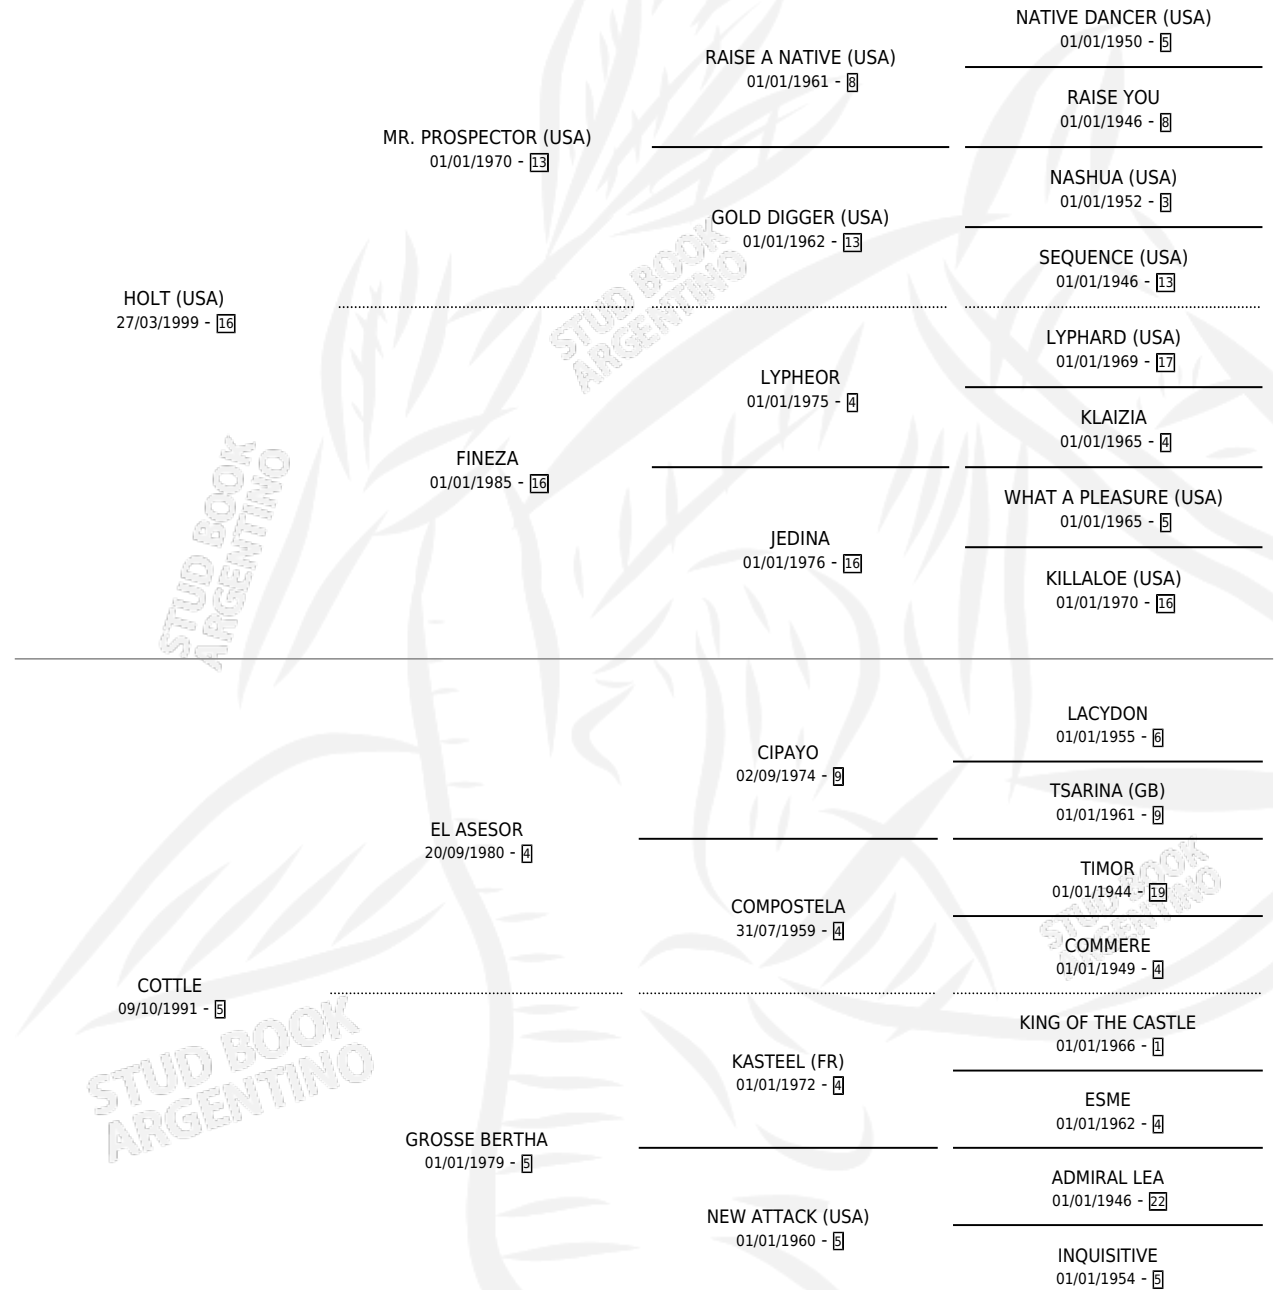 NATIVE DANCER (USA)
01/01/1950 - 5
RAISE A NATIVE (USA)
01/01/1961 - 8
RAISE YOU
01/01/1946 - 8
MR. PROSPECTOR (USA)
01/01/1970 - 13
NASHUA (USA)
01/01/1952 - 3
GOLD DIGGER (USA)
01/01/1962 - 13
SEQUENCE (USA)
01/01/1946 - 13
HOLT (USA)
27/03/1999 - 16
STUD BOOK
ARGENTINO
LYPHARD (USA)
01/01/1969 - 17
LYPHEOR
01/01/1975 - 4
KLAIZIA
01/01/1965 - 4
FINEZA
01/01/1985 - 16
WHAT A PLEASURE (USA)
01/01/1965 - 5
JEDINA
01/01/1976 - 16
KILLALOE (USA)
01/01/1970 - 16
STUD BOOK
ARGENTINO
LACYDON
01/01/1955 - 6
CIPAYO
02/09/1974 - 9
TSARINA (GB)
01/01/1961 - 9
EL ASESOR
20/09/1980 - 4
TIMOR
01/01/1944 - 19
COMPOSTELA
31/07/1959 - 4
STUD BOOK
ARGENTINO
COMMERE
01/01/1949 - 4
COTTLE
09/10/1991 - 5
KING OF THE CASTLE
01/01/1966 - 1
KASTEEL (FR)
01/01/1972 - 4
STUD BOOK
ARGENTINO
ESME
01/01/1962 - 4
GROSSE BERTHA
01/01/1979 - 5
ADMIRAL LEA
01/01/1946 - 22
NEW ATTACK (USA)
01/01/1960 - 5
INQUISITIVE
01/01/1954 - 5